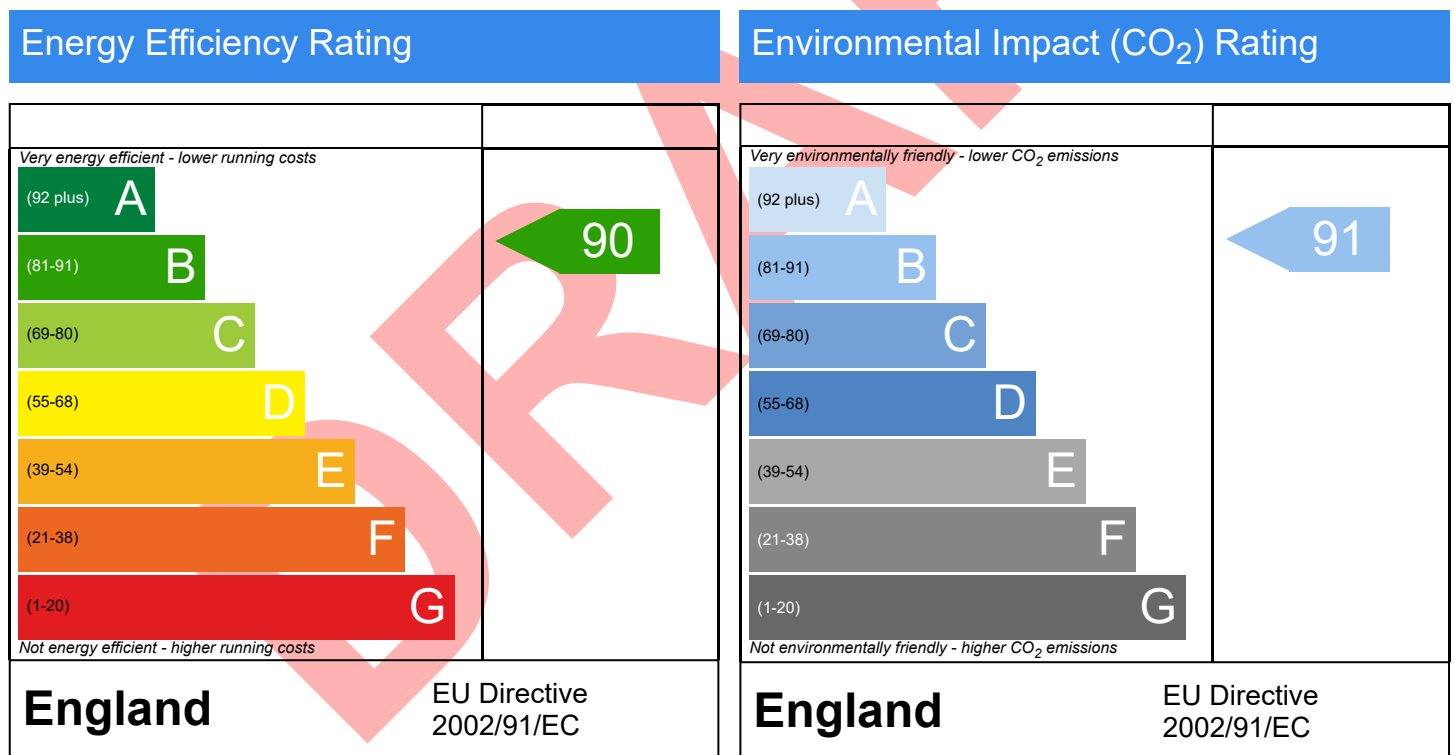 Energy Efficiency Rating
Very energy efficient - lower running costs
(92 plus) A
(81-91) B
90
(69-80) C
(55-68) D
(39-54) E
(21-38) F
(1-20) G
Not energy efficient - higher running costs
England
EU Directive
2002/91/EC
Environmental Impact (CO₂) Rating
Very environmentally friendly - lower CO₂ emissions
(92 plus) A
(81-91) B
91
(69-80) C
(55-68) D
(39-54) E
(21-38) F
(1-20) G
Not environmentally friendly - higher CO₂ emissions
England
EU Directive
2002/91/EC